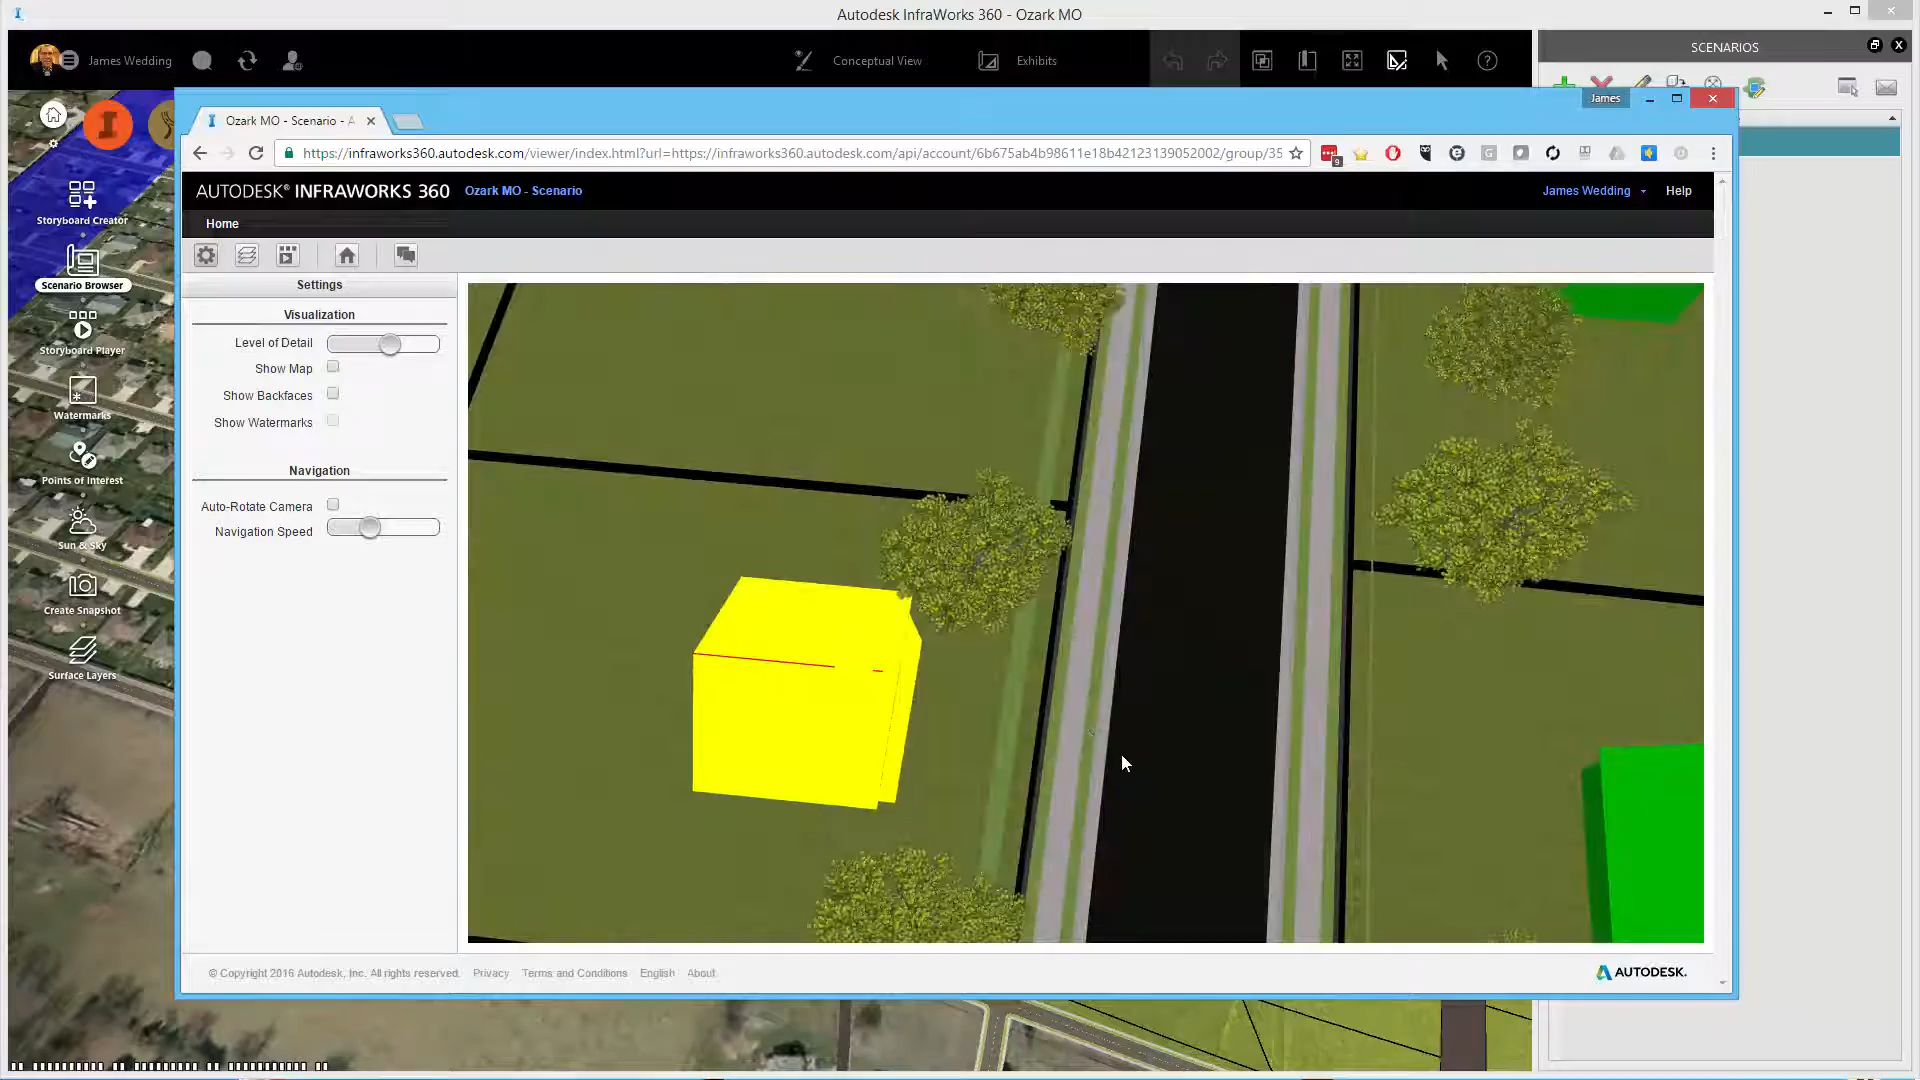 Autodesk InfraWorks 360 - Ozark MO
James Wedding
Conceptual View
Exhibits
SCENARIOS
James
Ozark MO - Scenario - A
https://infraworks360.autodesk.com/viewer/index.html?url=https://infraworks360.autodesk.com/api/account/6b675ab4b98611e18b42123139052002/group/35
9
AUTODESK® INFRAWORKS 360
Ozark MO - Scenario
James Wedding
Help
Home
Storyboard Creator
Scenario Browser
Storyboard Player
Watermarks
Points of Interest
Sun & Sky
Create Snapshot
Surface Layers
Settings
Visualization
Level of Detail
Show Map
Show Backfaces
Show Watermarks
Navigation
Auto-Rotate Camera
Navigation Speed
© Copyright 2016 Autodesk, Inc. All rights reserved.
Privacy
Terms and Conditions
English
About
AUTODESK.